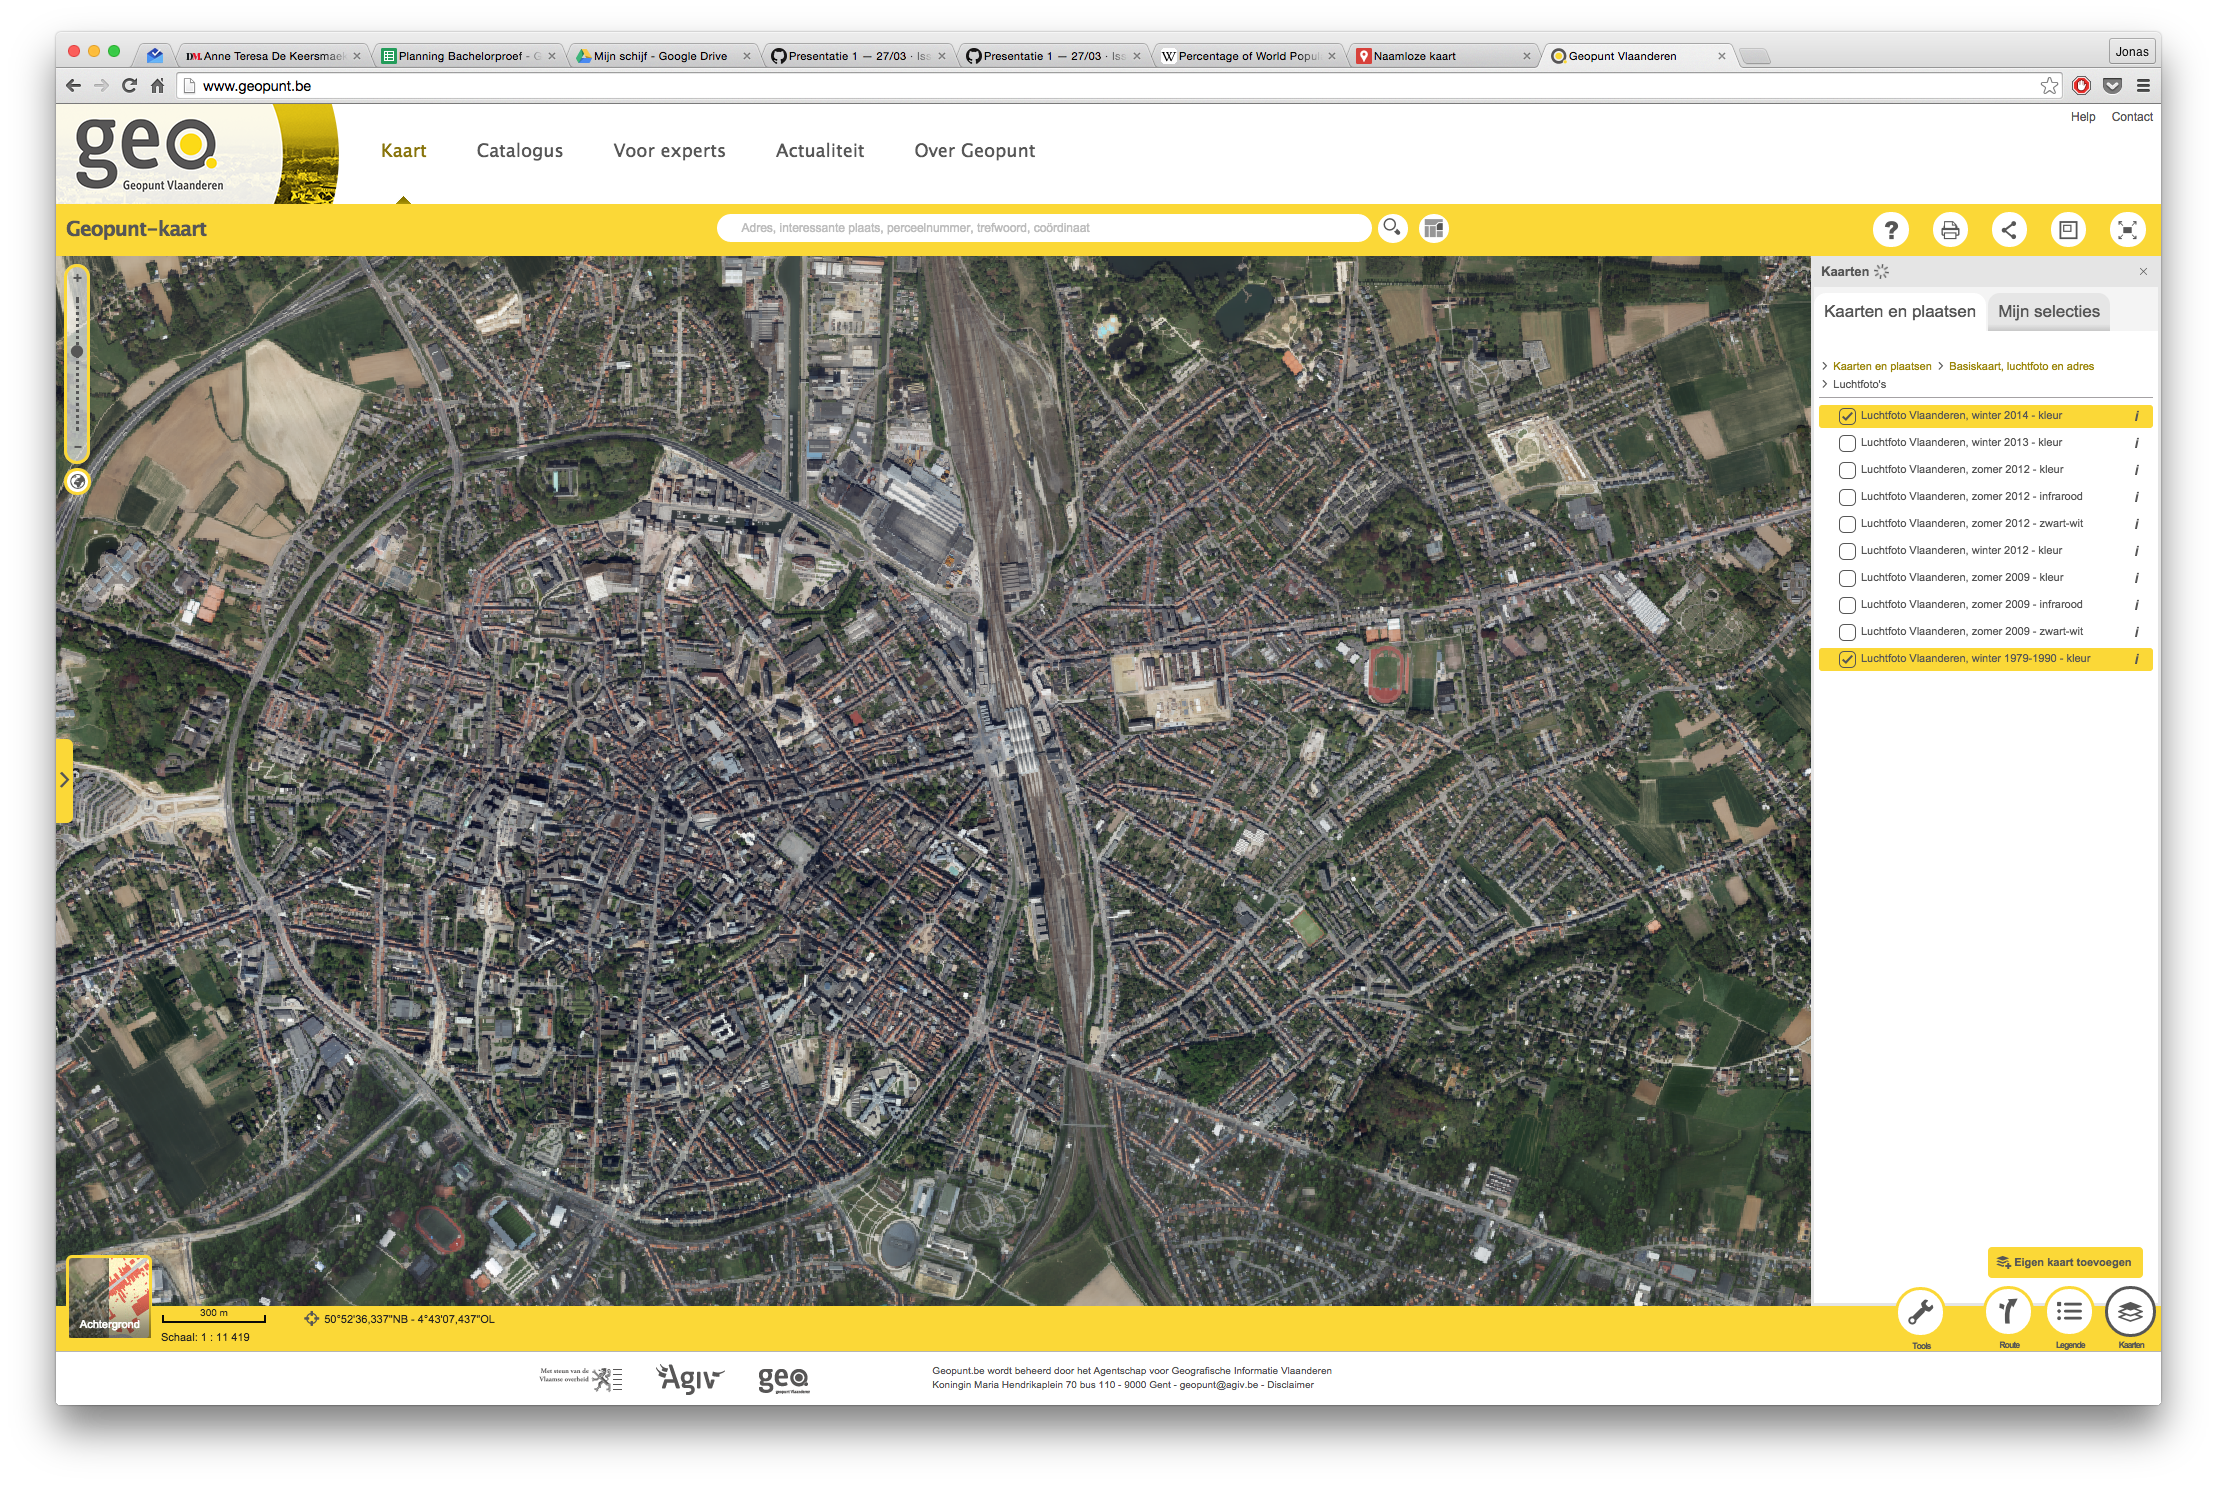 Anne Teresa De Keersmae
Planning Bachelorproef - G
Mijn schijf - Google Drive
Presentatie 1 — 27/03 · Iss
Presentatie 1 — 27/03 · Iss
Percentage of World Popul
Naamloze kaart
Geopunt Vlaanderen
Jonas
www.geopunt.be
Help
Contact
geo
Geopunt Vlaanderen
Kaart
Catalogus
Voor experts
Actualiteit
Over Geopunt
Geopunt-kaart
Adres, interessante plaats, perceelnummer, trefwoord, coördinaat
?
Kaarten
Kaarten en plaatsen
Mijn selecties
Kaarten en plaatsen > Basiskaart, luchtfoto en adres
Luchtfoto's
Luchtfoto Vlaanderen, winter 2014 - kleur i
Luchtfoto Vlaanderen, winter 2013 - kleur i
Luchtfoto Vlaanderen, zomer 2012 - kleur i
Luchtfoto Vlaanderen, zomer 2012 - infrarood i
Luchtfoto Vlaanderen, zomer 2012 - zwart-wit i
Luchtfoto Vlaanderen, winter 2012 - kleur i
Luchtfoto Vlaanderen, zomer 2009 - kleur i
Luchtfoto Vlaanderen, zomer 2009 - infrarood i
Luchtfoto Vlaanderen, zomer 2009 - zwart-wit i
Luchtfoto Vlaanderen, winter 1979-1990 - kleur i
Eigen kaart toevoegen
Achtergrond
300 m
Schaal: 1 : 11 419
50°52'36,337"NB - 4°43'07,437"OL
Tools
Route
Legende
Kaarten
Met steun van de
Vlaamse overheid
Agiv
geo
geopunt Vlaanderen
Geopunt.be wordt beheerd door het Agentschap voor Geografische Informatie Vlaanderen
Koningin Maria Hendrikaplein 70 bus 110 - 9000 Gent - geopunt@agiv.be - Disclaimer